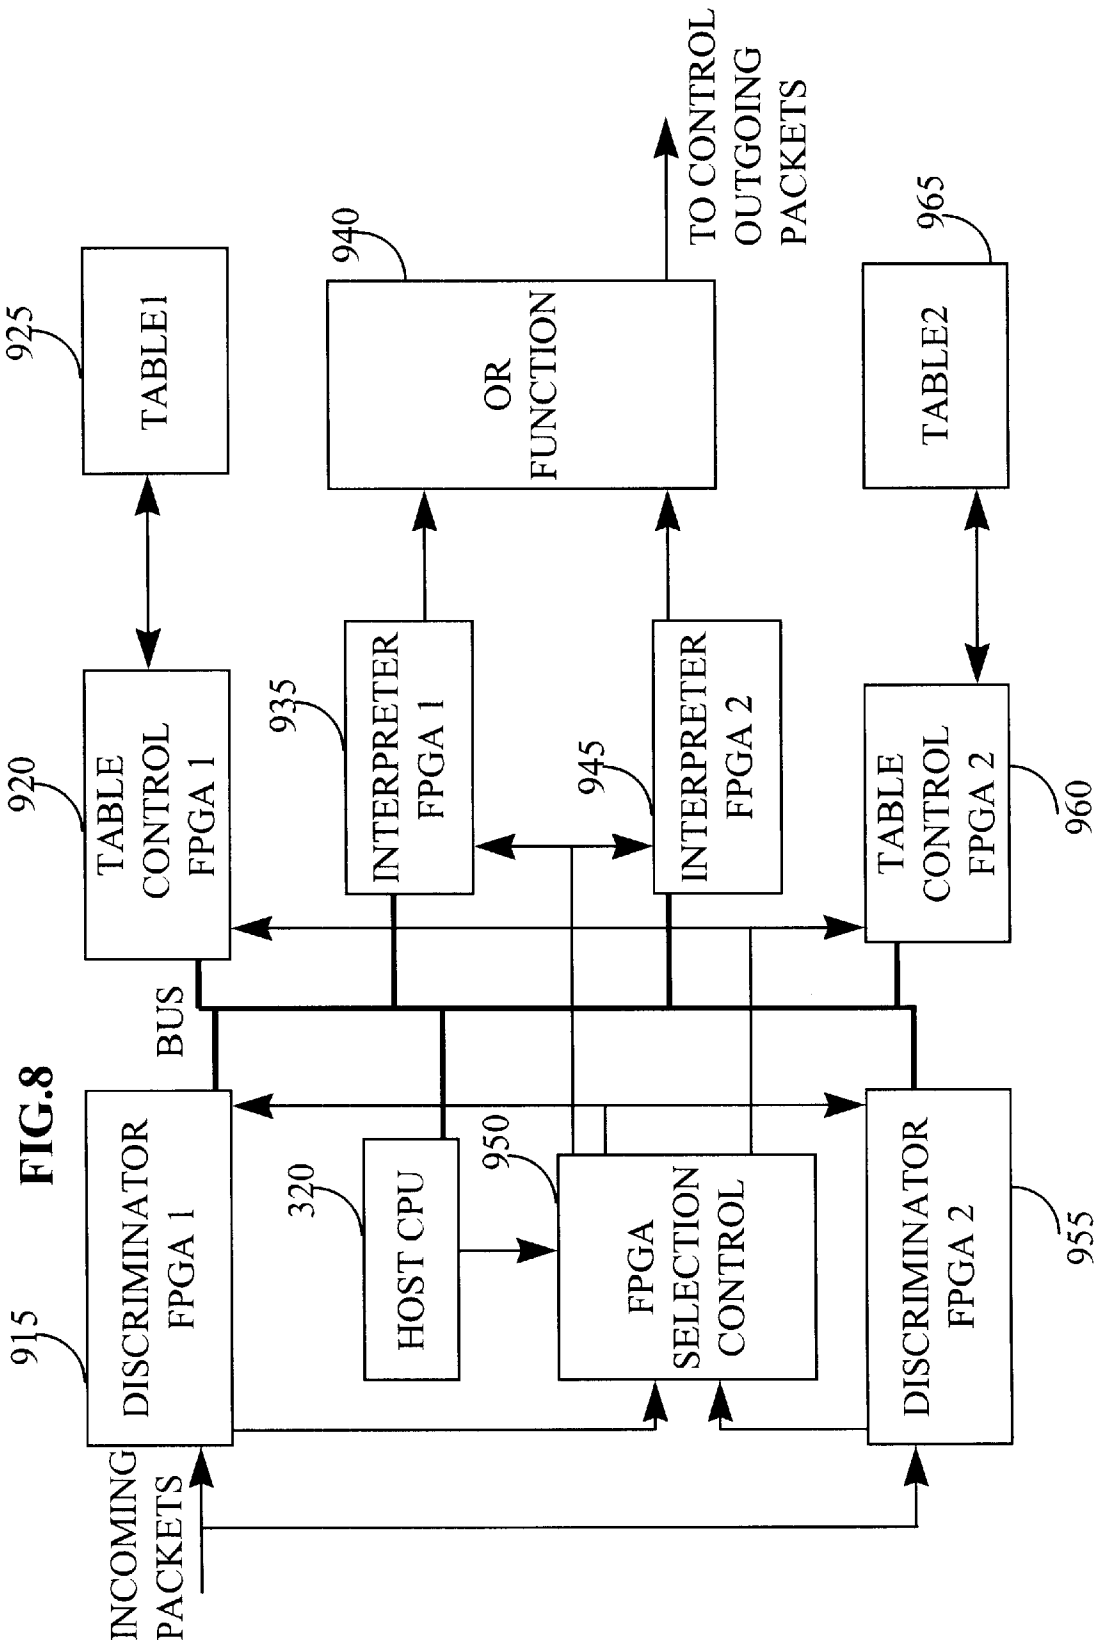 FIG.8
INCOMING
PACKETS
915
DISCRIMINATOR
FPGA 1
BUS
920
TABLE
CONTROL
FPGA 1
925
TABLE1
320
HOST CPU
935
INTERPRETER
FPGA 1
940
OR
FUNCTION
950
FPGA
SELECTION
CONTROL
945
INTERPRETER
FPGA 2
TO CONTROL
OUTGOING
PACKETS
DISCRIMINATOR
FPGA 2
955
TABLE
CONTROL
FPGA 2
960
TABLE2
965